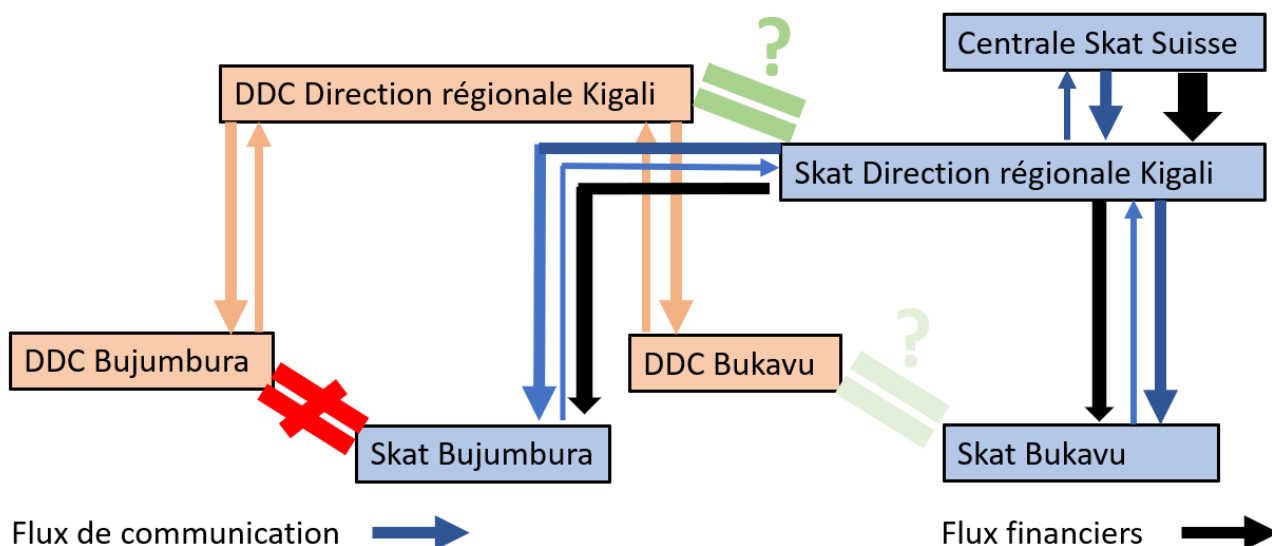 ?
Centrale Skat Suisse
DDC Direction régionale Kigali
Skat Direction régionale Kigali
?
DDC Bujumbura
DDC Bukavu
Skat Bujumbura
Skat Bukavu
Flux de communication
Flux financiers